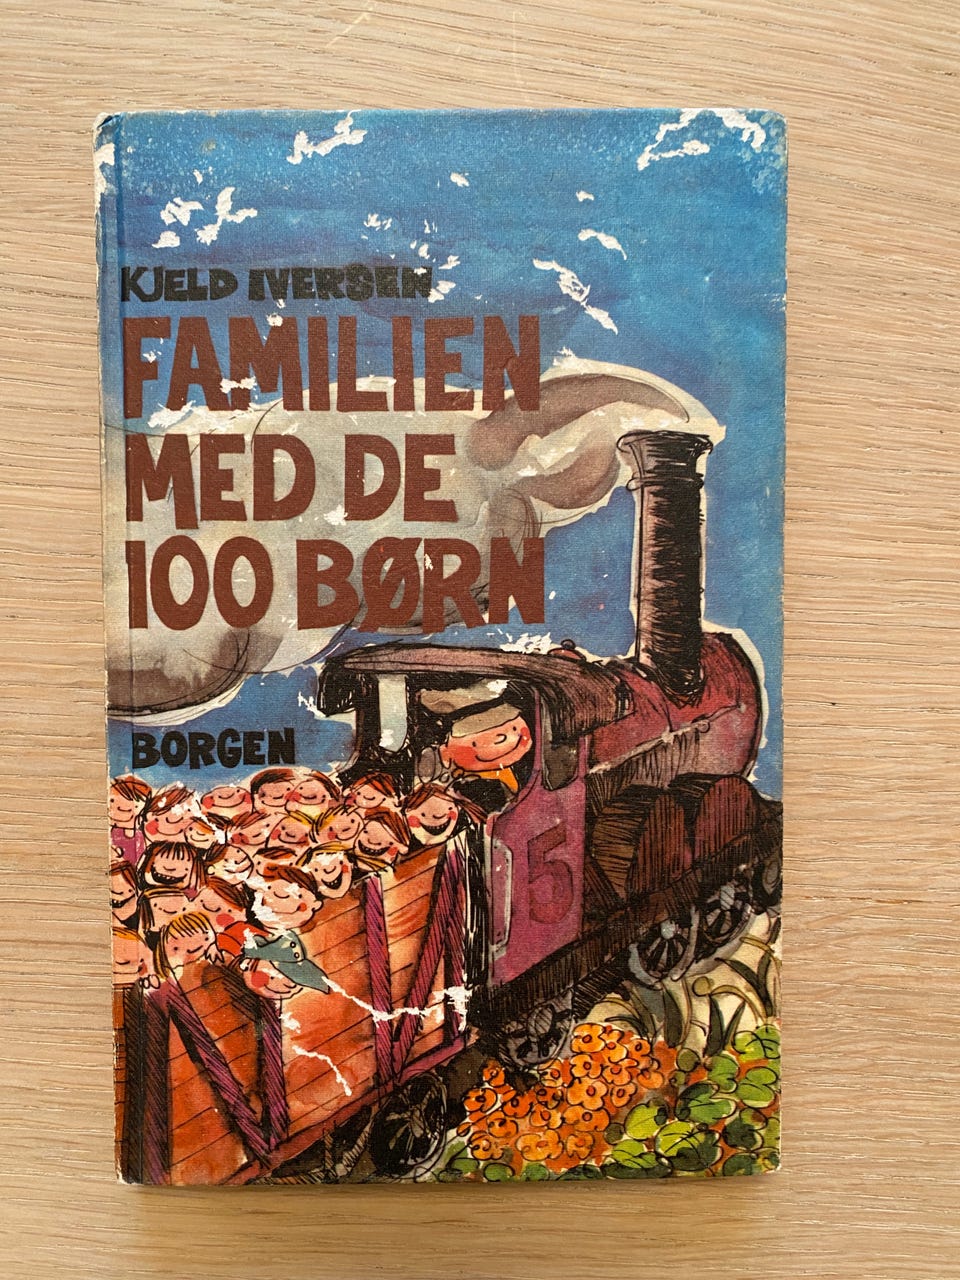 KJELD IVERSEN
FAMILIEN
MED DE
100 BØRN
BORGEN
5